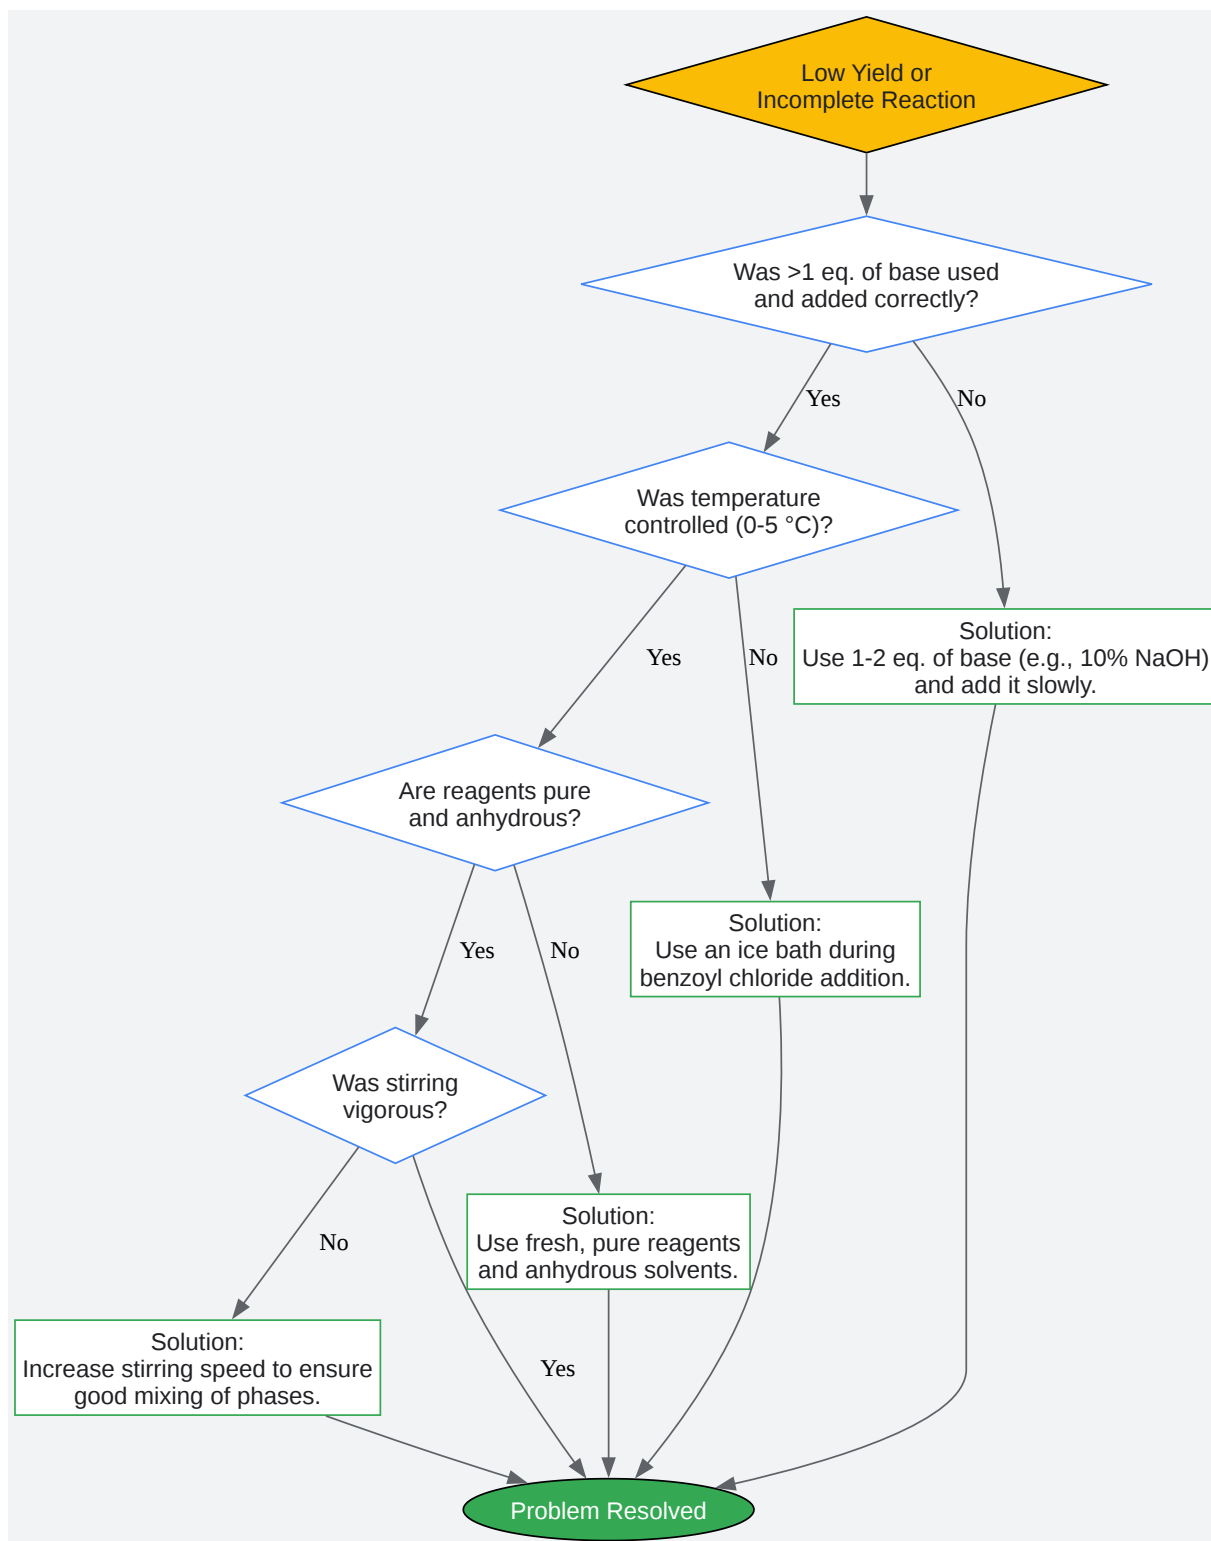 Low Yield or
Incomplete Reaction
Was >1 eq. of base used
and added correctly?
Yes
No
Was temperature
controlled (0-5 °C)?
Solution:
Use 1-2 eq. of base (e.g., 10% NaOH)
and add it slowly.
Yes
No
Are reagents pure
and anhydrous?
Solution:
Use an ice bath during
benzoyl chloride addition.
Yes
No
Was stirring
vigorous?
Solution:
Use fresh, pure reagents
and anhydrous solvents.
No
Yes
Solution:
Increase stirring speed to ensure
good mixing of phases.
Problem Resolved